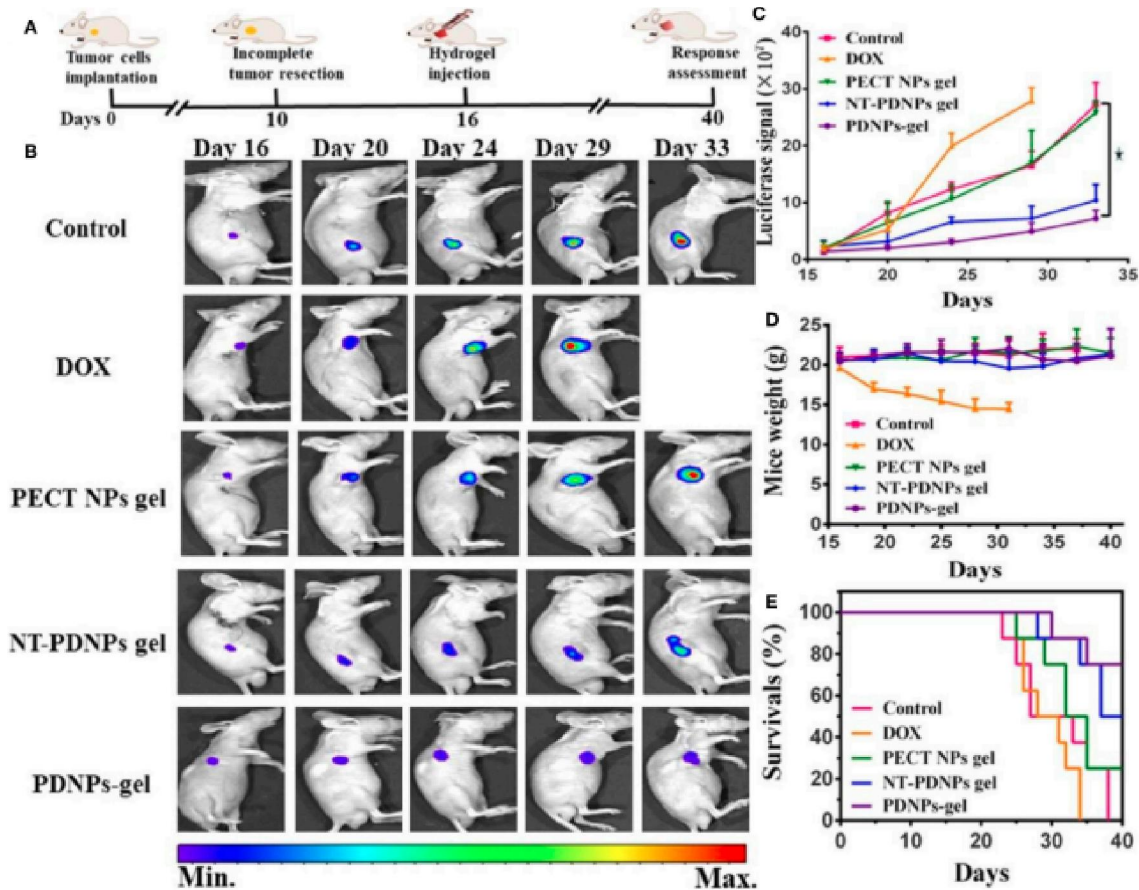 A
Tumor cells
implantation
Incomplete
tumor resection
Hydrogel
injection
Response
assessment
Days 0
10
16
40
B
Day 16
Day 20
Day 24
Day 29
Day 33
Control
DOX
PECT NPs gel
NT-PDNPs gel
PDNPs-gel
Min.
Max.
C
Luciferase signal (×10⁷)
40
30
20
10
0
15
20
25
30
35
Days
Control
DOX
PECT NPs gel
NT-PDNPs gel
PDNPs-gel
*
D
Mice weight (g)
25
20
15
10
5
0
15
20
25
30
35
40
Days
Control
DOX
PECT NPs gel
NT-PDNPs gel
PDNPs-gel
E
Survivals (%)
100
80
60
40
20
0
0
10
20
30
40
Days
Control
DOX
PECT NPs gel
NT-PDNPs gel
PDNPs-gel